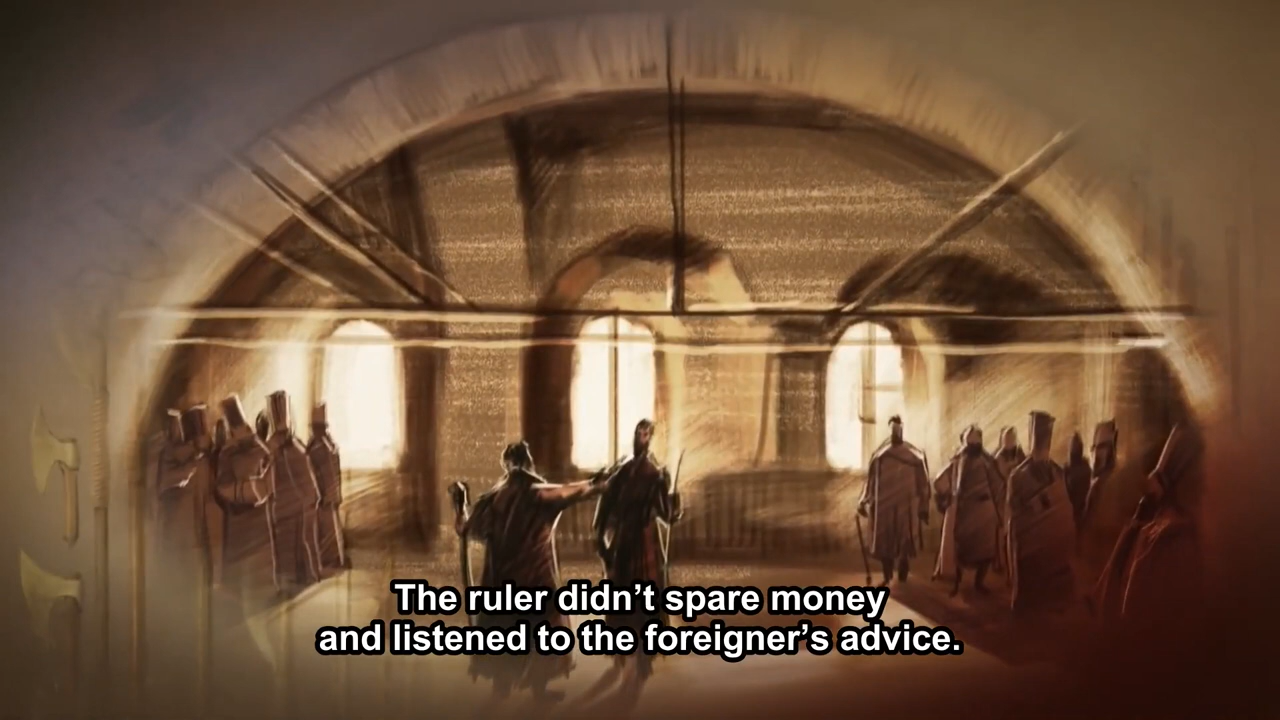 The ruler didn’t spare money
and listened to the foreigner’s advice.